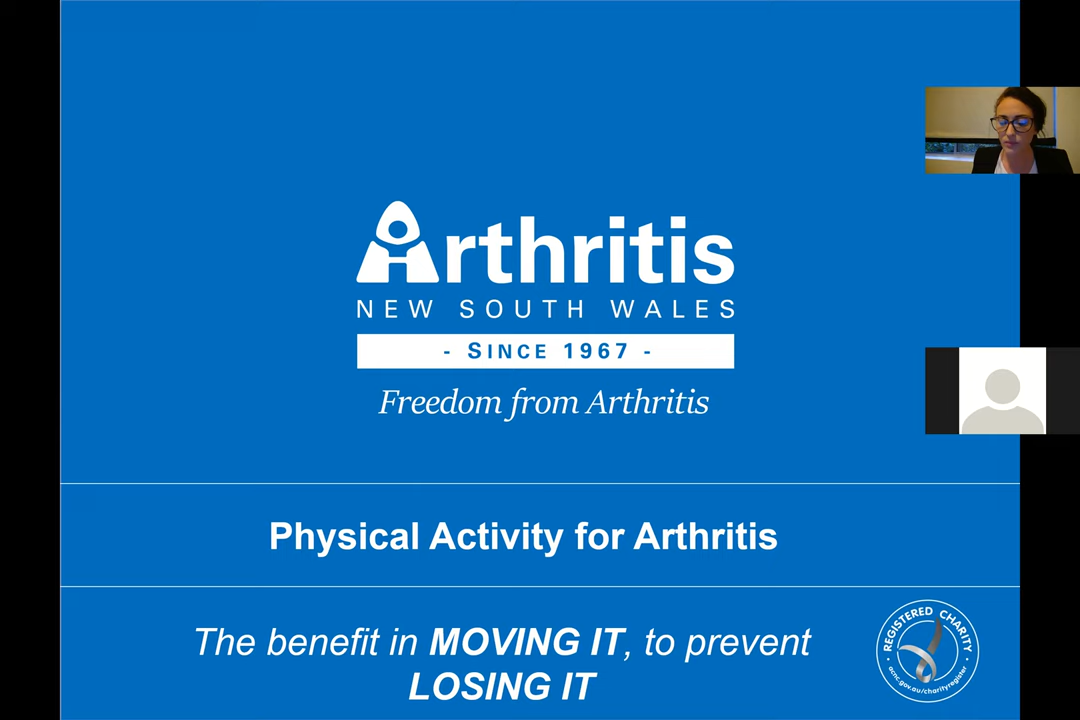 Arthritis
NEW SOUTH WALES
- SINCE 1967 -
Freedom from Arthritis
Physical Activity for Arthritis
The benefit in MOVING IT, to prevent
LOSING IT
REGISTERED CHARITY
acnc.gov.au/charityregister